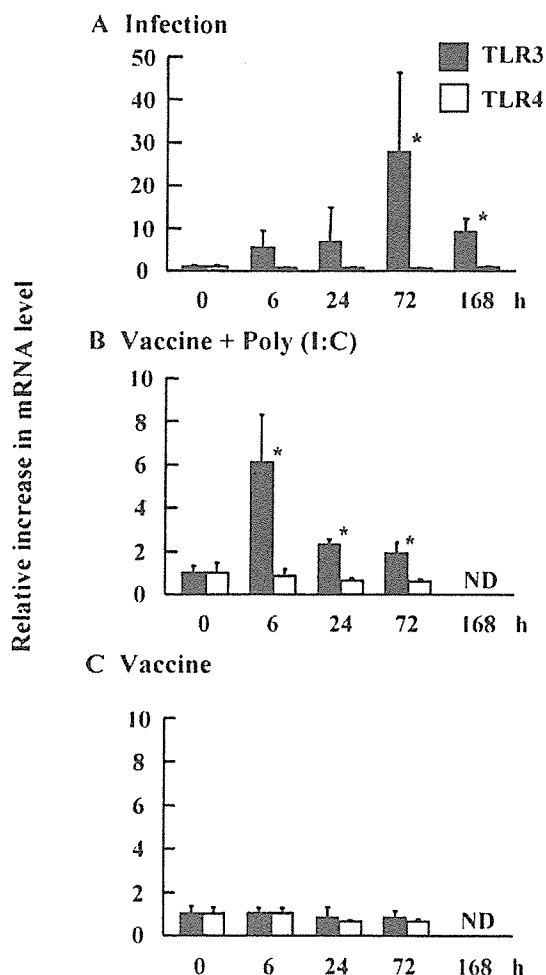 A Infection
TLR3
TLR4
50
40
30
20
10
0
*
*
0 6 24 72 168 h
B Vaccine + Poly (I:C)
10
8
6
4
2
0
*
*
*
ND
0 6 24 72 168 h
C Vaccine
10
8
6
4
2
0
ND
0 6 24 72 168 h
Relative increase in mRNA level